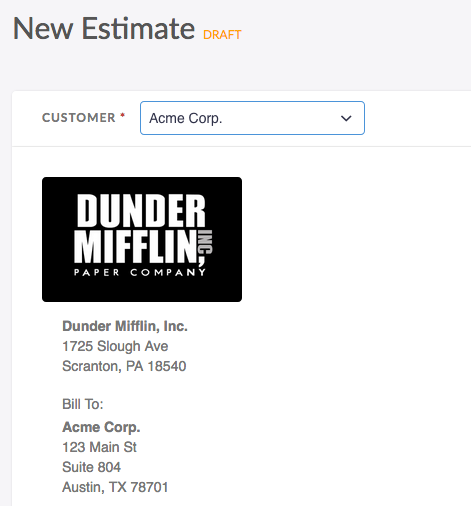 New Estimate DRAFT
CUSTOMER *
Acme Corp.
DUNDER
MIFFLIN, INC
PAPER COMPANY
Dunder Mifflin, Inc.
1725 Slough Ave
Scranton, PA 18540
Bill To:
Acme Corp.
123 Main St
Suite 804
Austin, TX 78701